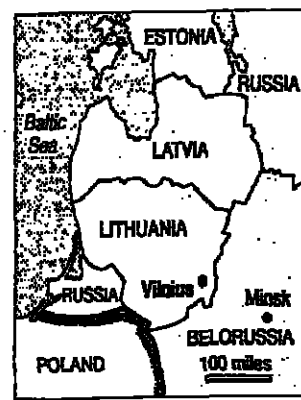 ESTONIA
RUSSIA
Baltic
Sea
LATVIA
LITHUANIA
RUSSIA
Vilnius
Minsk
BELORUSSIA
POLAND
100 miles